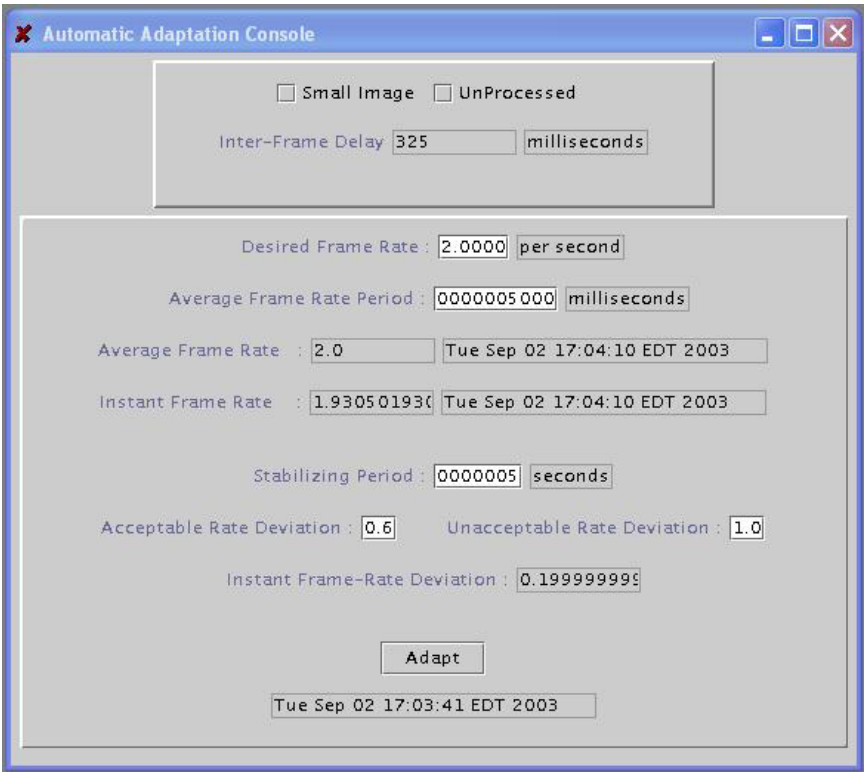 Automatic Adaptation Console
Small Image UnProcessed
Inter-Frame Delay 325 milliseconds
Desired Frame Rate : 2.0000 per second
Average Frame Rate Period : 0000005000 milliseconds
Average Frame Rate : 2.0 Tue Sep 02 17:04:10 EDT 2003
Instant Frame Rate : 1.930501930 Tue Sep 02 17:04:10 EDT 2003
Stabilizing Period : 0000005 seconds
Acceptable Rate Deviation : 0.6 Unacceptable Rate Deviation : 1.0
Instant Frame-Rate Deviation : 0.199999999
Adapt
Tue Sep 02 17:03:41 EDT 2003